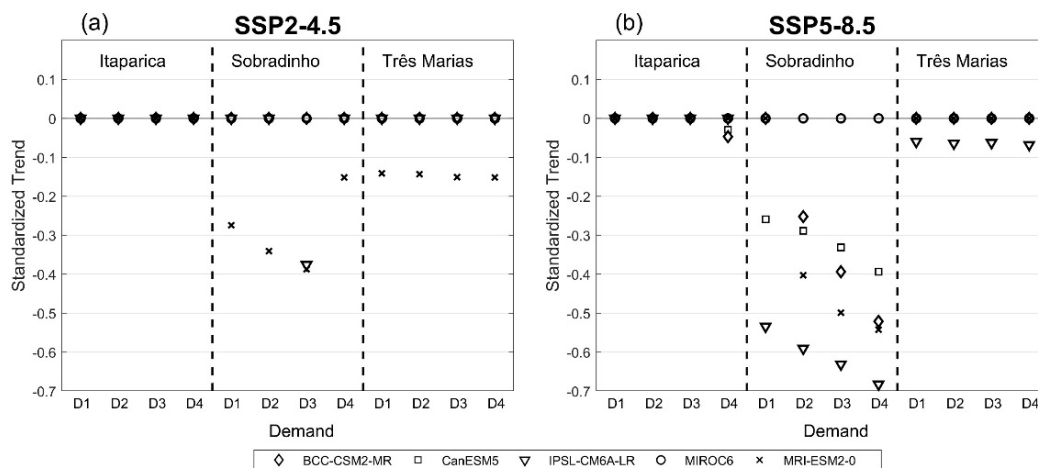 (a) SSP2-4.5
Itaparica Sobradinho Três Marias
0.1
0
-0.1
-0.2
-0.3
-0.4
-0.5
-0.6
-0.7
Standardized Trend
D1 D2 D3 D4 D1 D2 D3 D4 D1 D2 D3 D4
Demand
(b) SSP5-8.5
Itaparica Sobradinho Três Marias
0.1
0
-0.1
-0.2
-0.3
-0.4
-0.5
-0.6
-0.7
Standardized Trend
D1 D2 D3 D4 D1 D2 D3 D4 D1 D2 D3 D4
Demand
BCC-CSM2-MR CanESM5 IPSL-CM6A-LR MIROC6 MRI-ESM2-0